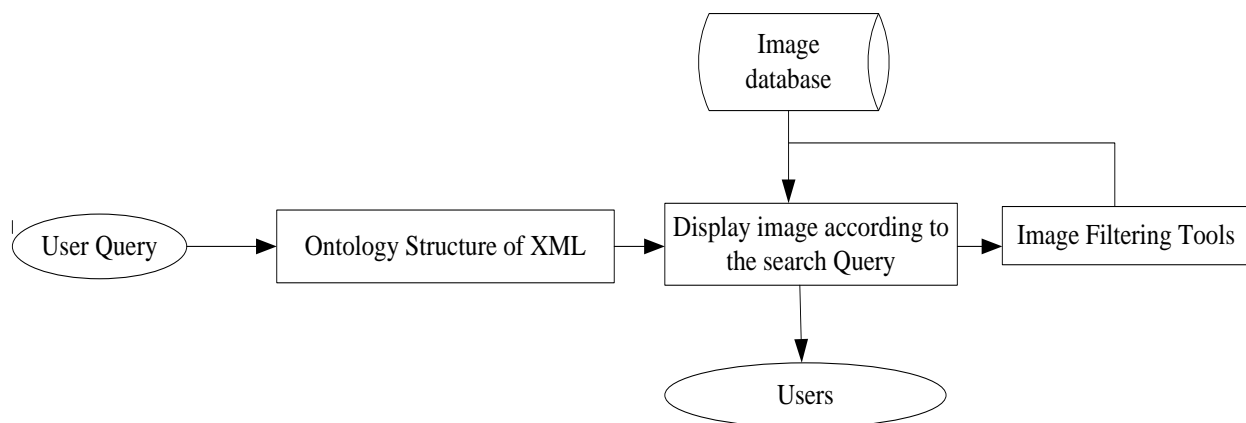 Image
database
User Query
Ontology Structure of XML
Display image according to
the search Query
Image Filtering Tools
Users